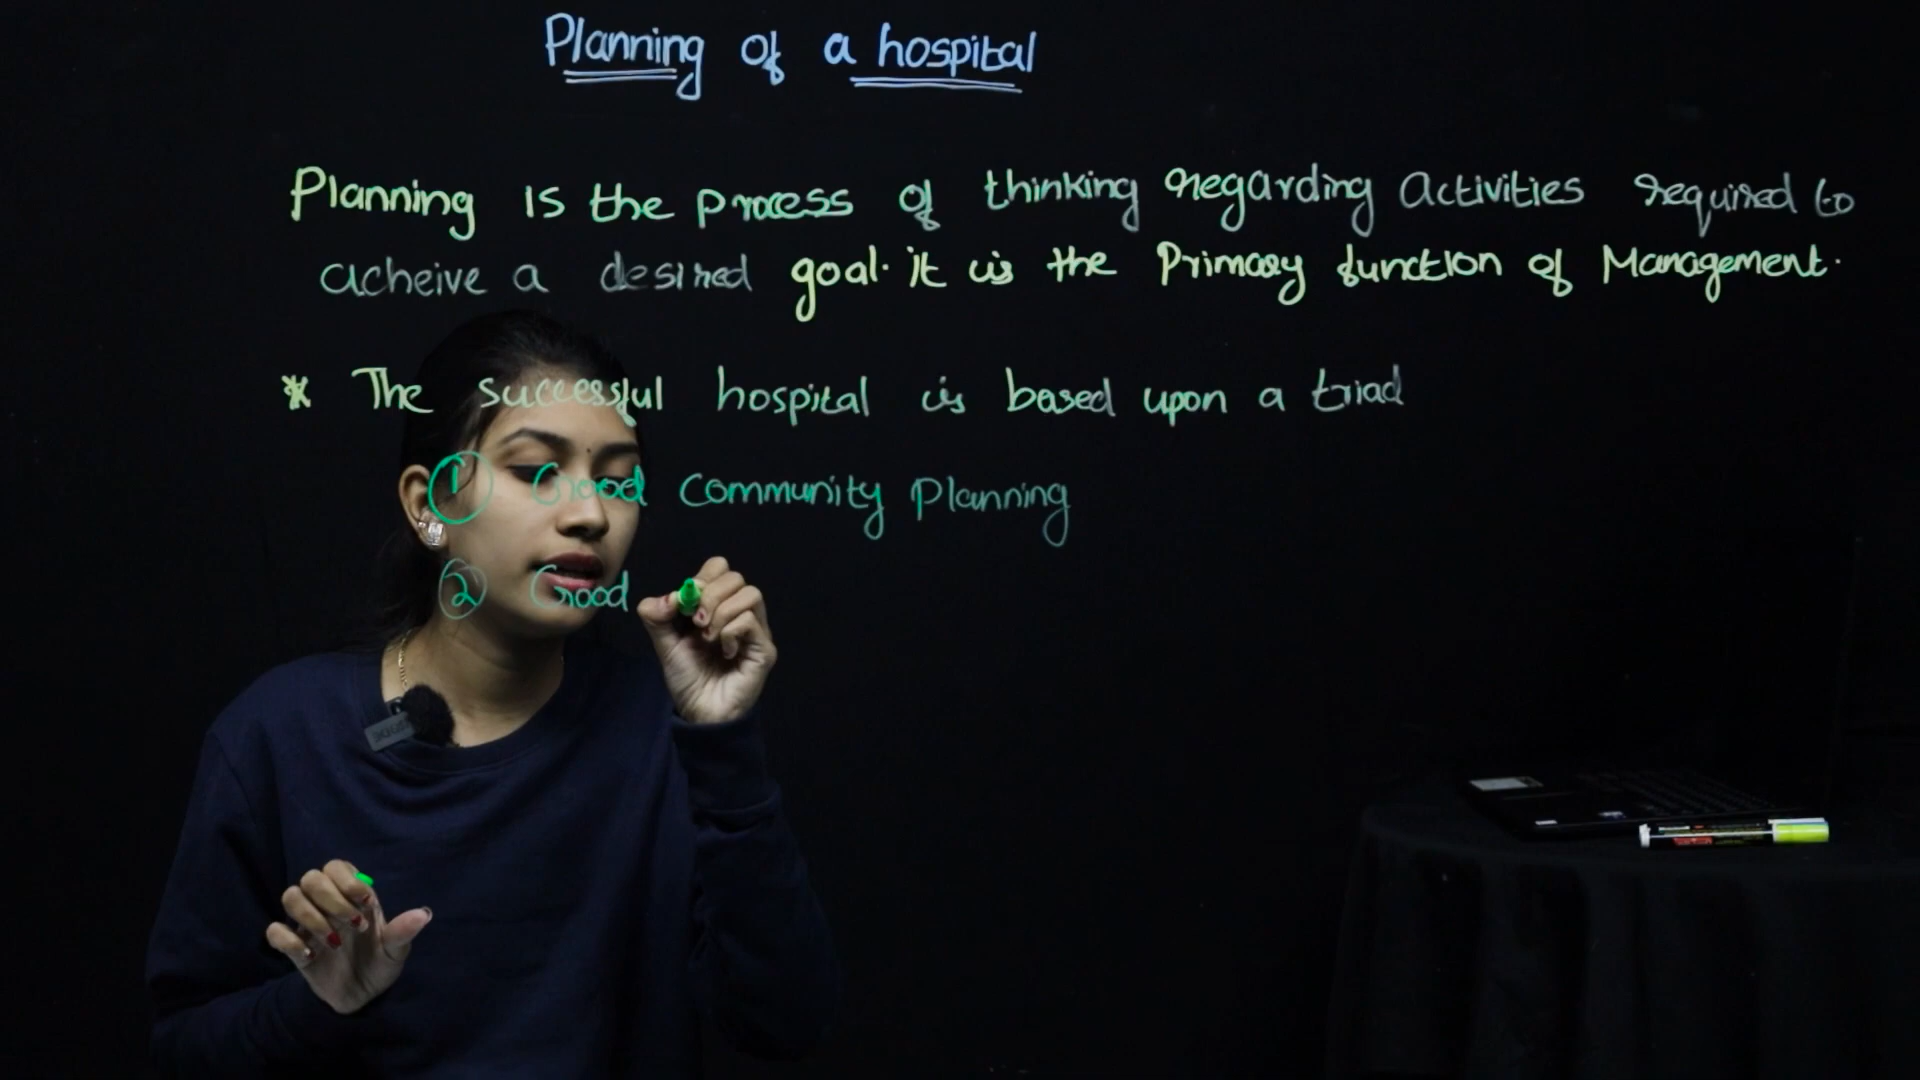 Planning of a hospital
Planning is the process of thinking regarding activities required to
acheive a desired goal. it is the Primary function of Management.
* The successful hospital is based upon a triad
1 Good Community Planning
2 Good